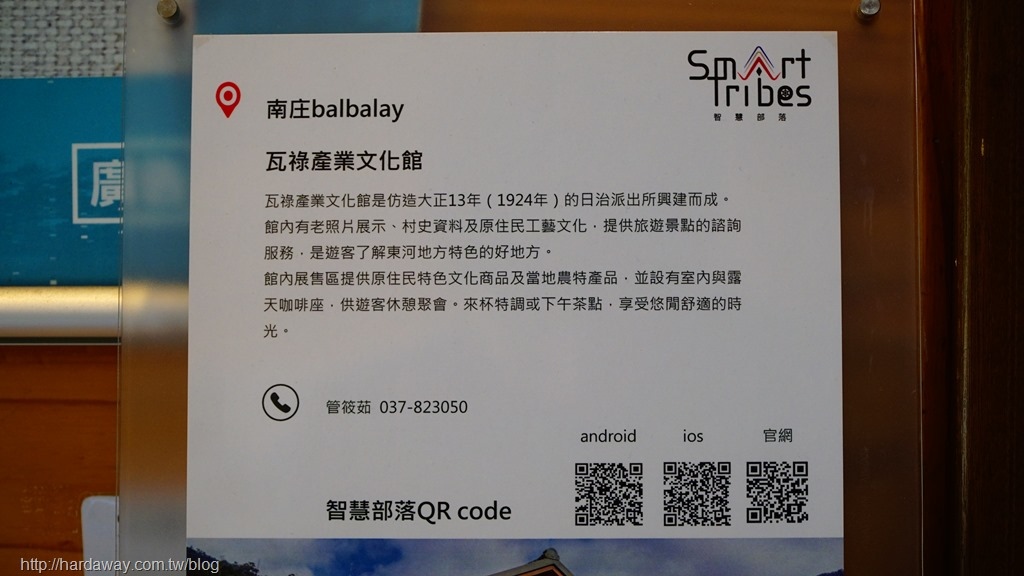 Smart
Tribes
智慧部落
南庄balbalay
瓦祿產業文化館
瓦祿產業文化館是仿造大正13年（1924年）的日治派出所興建而成。
館內有老照片展示、村史資料及原住民工藝文化，提供旅遊景點的諮詢
服務，是遊客了解東河地方特色的好地方。
館內展售區提供原住民特色文化商品及當地農特產品，並設有室內與露
天咖啡座，供遊客休憩聚會。來杯特調或下午茶點，享受悠閒舒適的時
光。
管筱茹 037-823050
android ios 官網
智慧部落QR code
廣
http://hardaway.com.tw/blog